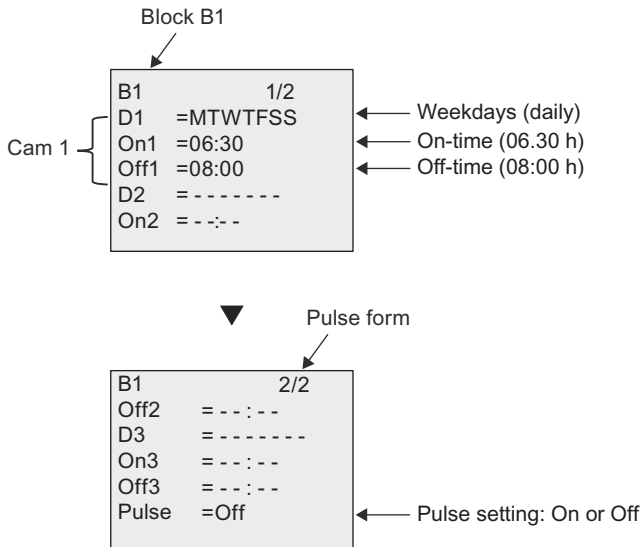 Block B1
B1 1/2
D1 =MTWTFSS
On1 =06:30
Off1 =08:00
D2 = - - - - - - -
On2 = - -:- -
Cam 1
Weekdays (daily)
On-time (06.30 h)
Off-time (08:00 h)
Pulse form
B1 2/2
Off2 = - - : - -
D3 = - - - - - - -
On3 = - - : - -
Off3 = - - : - -
Pulse =Off
Pulse setting: On or Off